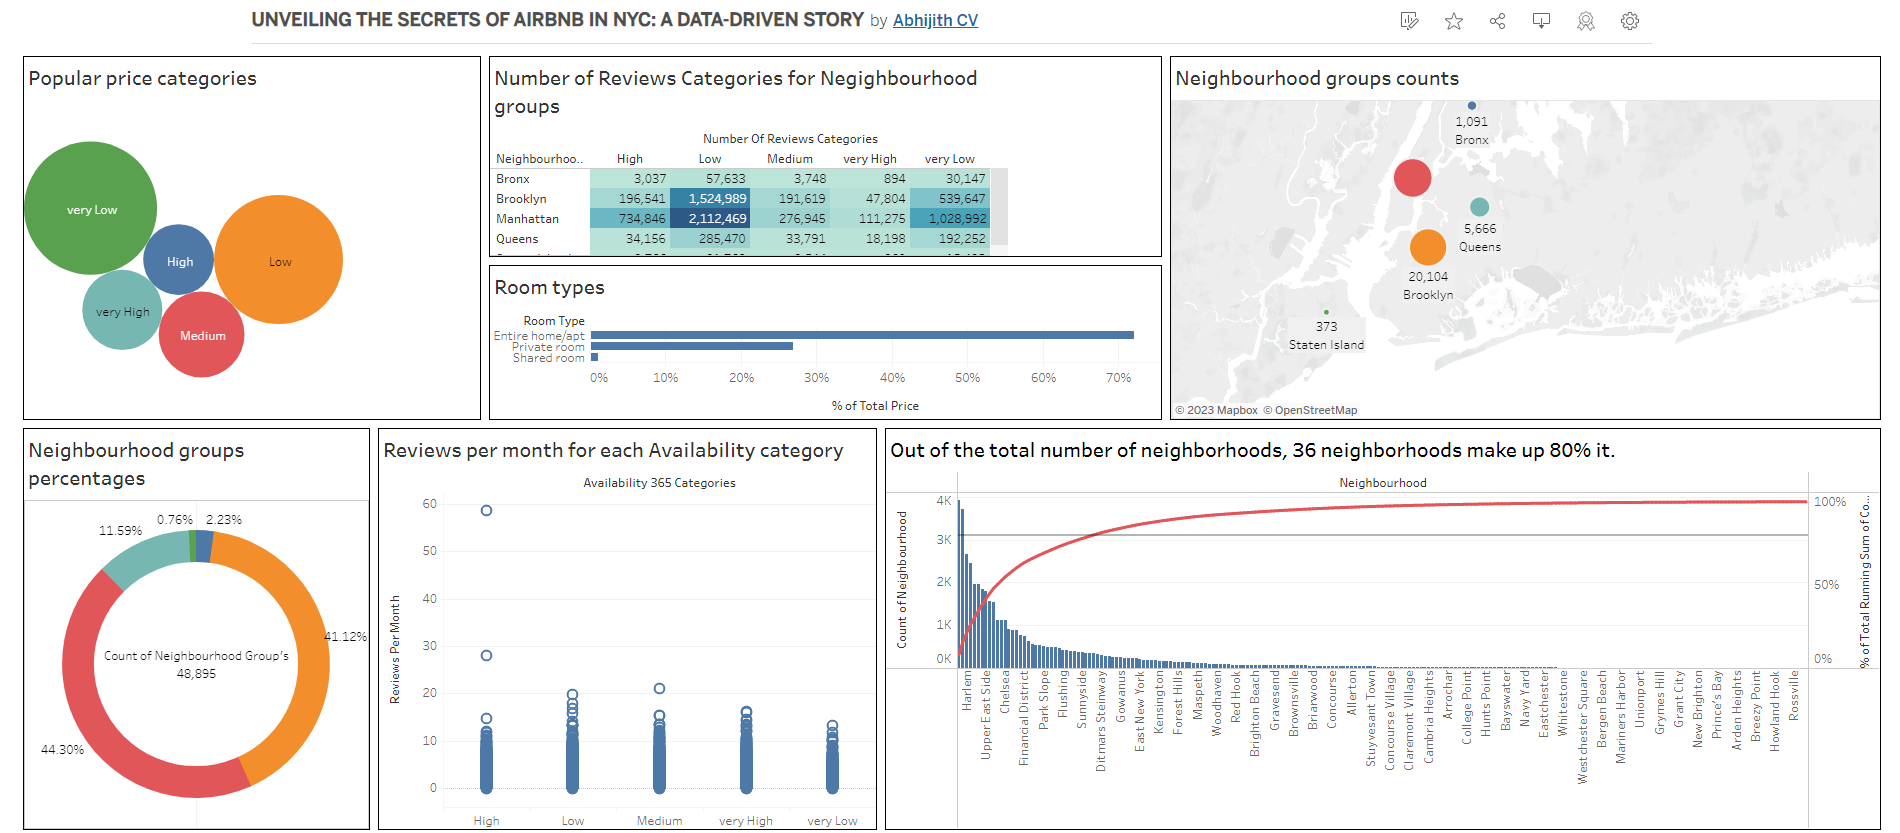 UNVEILING THE SECRETS OF AIRBNB IN NYC: A DATA-DRIVEN STORY by Abhijith CV
Popular price categories
very Low
High
Low
very High
Medium
Number of Reviews Categories for Negighbourhood
groups
Number Of Reviews Categories
Neighbourhoo.. High Low Medium very High very Low
Bronx 3,037 57,633 3,748 894 30,147
Brooklyn 196,541 1,524,989 191,619 47,804 539,647
Manhattan 734,846 2,112,469 276,945 111,275 1,028,992
Queens 34,156 285,470 33,791 18,198 192,252
Room types
Room Type
Entire home/apt
Private room
Shared room
0% 10% 20% 30% 40% 50% 60% 70%
% of Total Price
Neighbourhood groups counts
1,091
Bronx
5,666
Queens
20,104
Brooklyn
373
Staten Island
© 2023 Mapbox © OpenStreetMap
Neighbourhood groups
percentages
0.76% 2.23%
11.59%
41.12%
Count of Neighbourhood Group's
48,895
44.30%
Reviews per month for each Availability category
Availability 365 Categories
Reviews Per Month
60
50
40
30
20
10
0
High Low Medium very High very Low
Out of the total number of neighborhoods, 36 neighborhoods make up 80% it.
Neighbourhood
Count of Neighbourhood
4K
3K
2K
1K
0K
100%
50%
0%
% of Total Running Sum of Co...
Harlem
Upper East Side
Chelsea
Financial District
Park Slope
Flushing
Sunnyside
Ditmars Steinway
Gowanus
East New York
Kensington
Forest Hills
Maspeth
Woodhaven
Red Hook
Brighton Beach
Gravesend
Brownsville
Briarwood
Concourse
Allerton
Stuyvesant Town
Concourse Village
Claremont Village
Cambria Heights
Arrochar
College Point
Hunts Point
Bayswater
Navy Yard
Eastchester
Whitestone
Westchester Square
Bergen Beach
Mariners Harbor
Unionport
Grymes Hill
Grant City
New Brighton
Prince's Bay
Arden Heights
Breezy Point
Howland Hook
Rossville